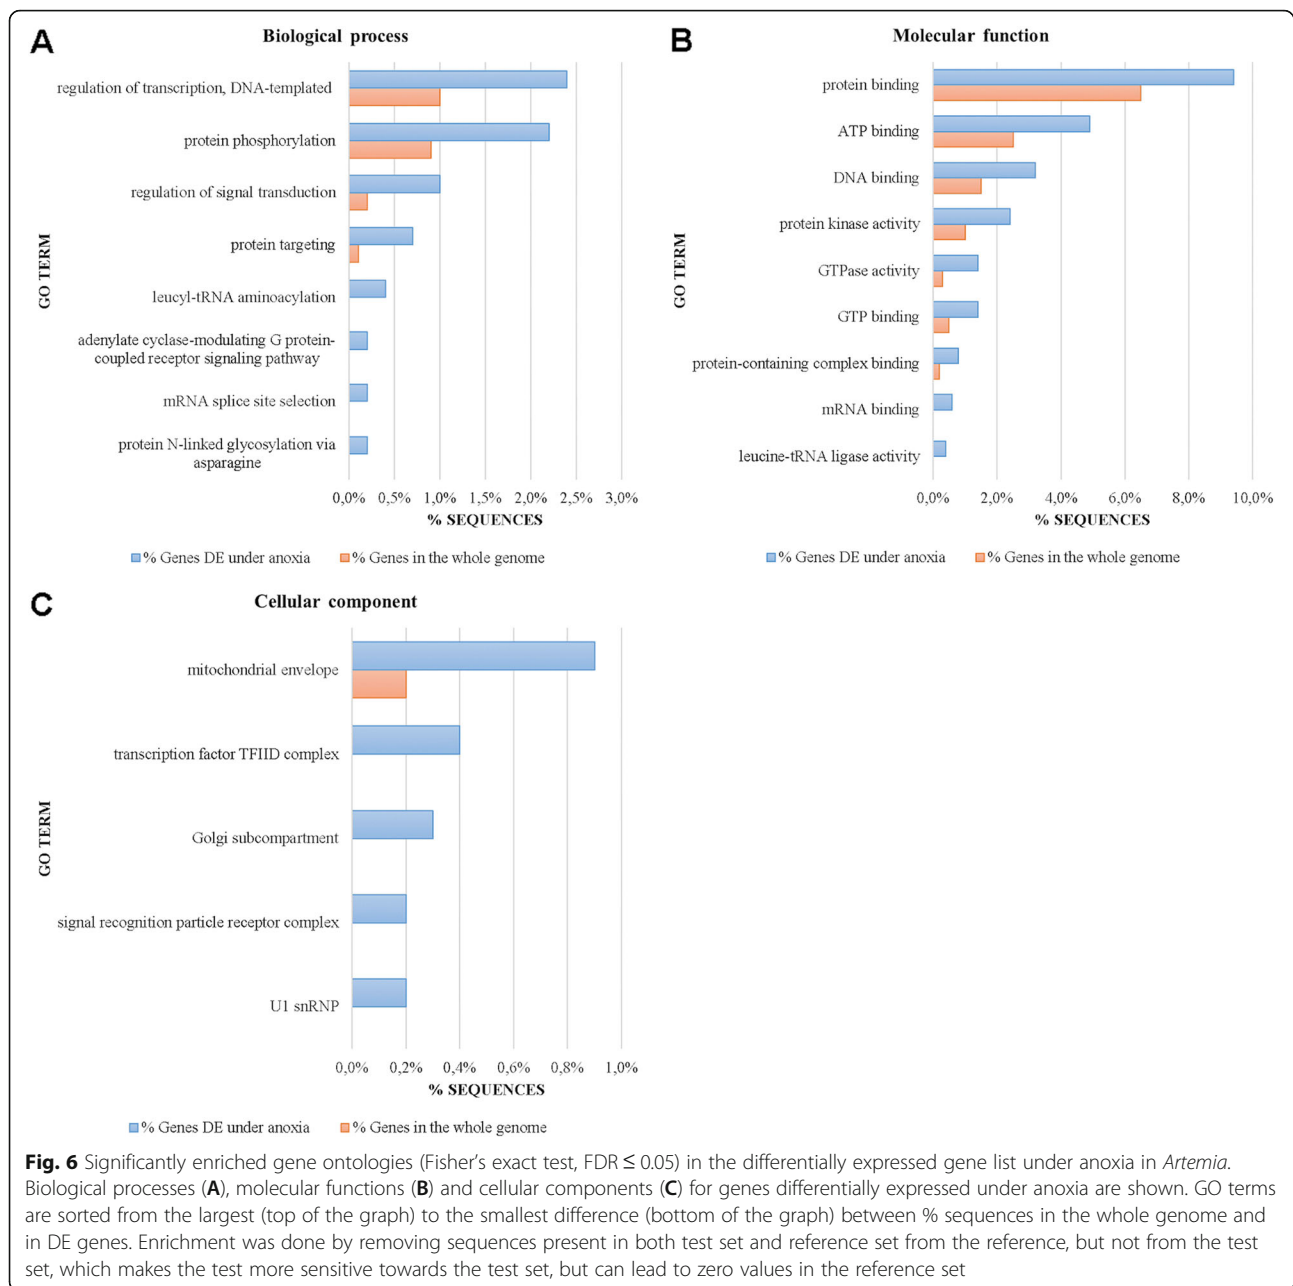 A
Biological process
GO TERM
regulation of transcription, DNA-templated
protein phosphorylation
regulation of signal transduction
protein targeting
leucyl-tRNA aminoacylation
adenylate cyclase-modulating G protein-
coupled receptor signaling pathway
mRNA splice site selection
protein N-linked glycosylation via
asparagine
0,0% 0,5% 1,0% 1,5% 2,0% 2,5% 3,0%
% SEQUENCES
% Genes DE under anoxia % Genes in the whole genome
B
Molecular function
GO TERM
protein binding
ATP binding
DNA binding
protein kinase activity
GTPase activity
GTP binding
protein-containing complex binding
mRNA binding
leucine-tRNA ligase activity
0,0% 2,0% 4,0% 6,0% 8,0% 10,0%
% SEQUENCES
% Genes DE under anoxia % Genes in the whole genome
C
Cellular component
GO TERM
mitochondrial envelope
transcription factor TFIID complex
Golgi subcompartment
signal recognition particle receptor complex
U1 snRNP
0,0% 0,2% 0,4% 0,6% 0,8% 1,0%
% SEQUENCES
% Genes DE under anoxia % Genes in the whole genome
Fig. 6 Significantly enriched gene ontologies (Fisher's exact test, FDR ≤ 0.05) in the differentially expressed gene list under anoxia in Artemia.
Biological processes (A), molecular functions (B) and cellular components (C) for genes differentially expressed under anoxia are shown. GO terms
are sorted from the largest (top of the graph) to the smallest difference (bottom of the graph) between % sequences in the whole genome and
in DE genes. Enrichment was done by removing sequences present in both test set and reference set from the reference, but not from the test
set, which makes the test more sensitive towards the test set, but can lead to zero values in the reference set